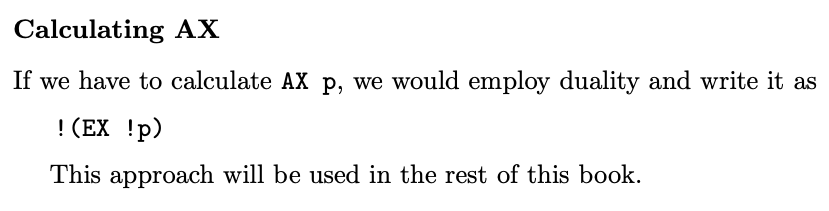 Calculating AX
If we have to calculate AX p, we would employ duality and write it as
!(EX !p)
This approach will be used in the rest of this book.